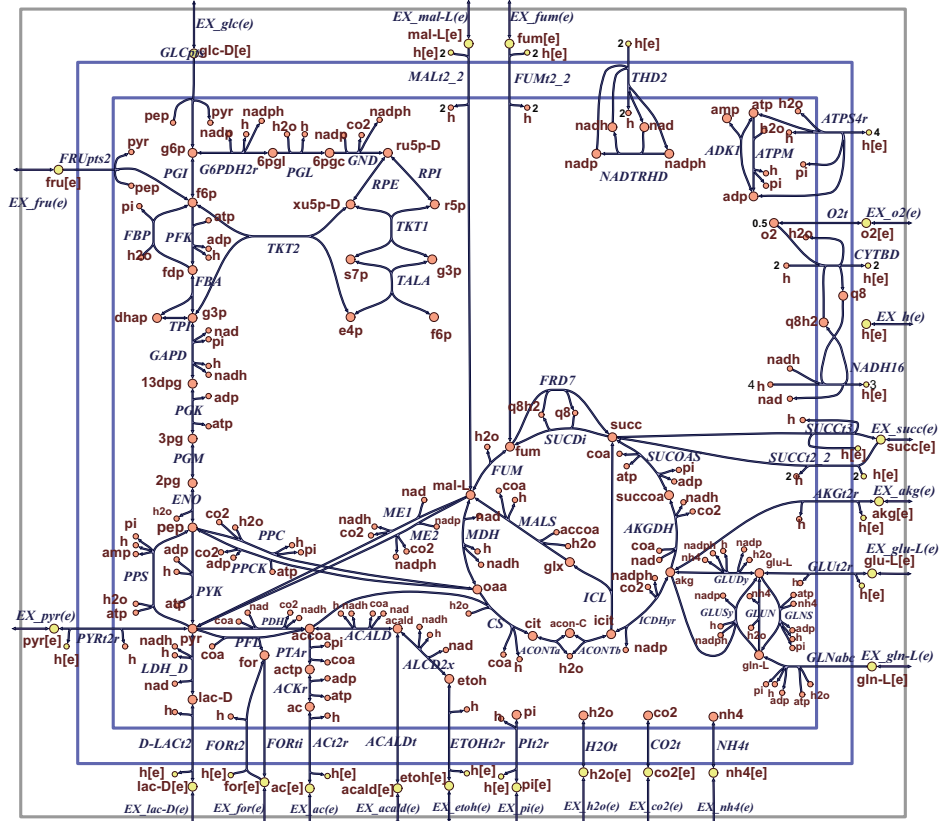 EX_glc(e)
EX_mal-L(e)
EX_fum(e)
GLCpts
glc-D[e]
mal-L[e]
h[e]
2
fum[e]
2
h[e]
2
h[e]
MALt2_2
FUMt2_2
THD2
pep
pyr
nadp
h
nadph
h2o
h
nadp
co2
nadph
2
h
2
h
2
h
nadh
nad
nadp
nadph
NADTRHD
amp
atp
h2o
ATPS4r
h2o
h
4
h[e]
ADK1
ATPM
h
pi
pi
adp
FRUpts2
pyr
g6p
G6PDH2r
6pgl
PGL
6pgc
GND
ru5p-D
fru[e]
EX_fru(e)
pep
PGI
RPE
RPI
f6p
xu5p-D
r5p
pi
FBP
PFK
atp
adp
h
h2o
TKT2
TKT1
0.5
o2
h2o
O2t
EX_o2(e)
o2[e]
CYTBD
2
h
2
h[e]
fdp
FBA
s7p
g3p
TALA
q8
dhap
TPI
g3p
e4p
f6p
q8h2
EX_h(e)
h[e]
nad
pi
GAPD
h
nadh
nadh
NADH16
4
h
3
h[e]
nad
13dpg
adp
PGK
atp
FRD7
q8h2
q8
h
SUCCt3
EX_succ(e)
succ[e]
h[e]
3pg
PGM
h2o
FUM
fum
SUCDi
succ
coa
atp
SUCOAS
pi
adp
SUCCt2_2
2
h
2
h[e]
2pg
ENO
h2o
mal-L
coa
h
succoa
nadh
co2
AKGDH
AKGt2r
EX_akg(e)
akg[e]
h
h[e]
pep
pi
h
amp
adp
h
co2
h2o
PPC
h
pi
co2
adp
PPCK
atp
nad
ME1
nadh
co2
ME2
nadp
co2
nadph
MDH
nad
h
nadh
MALS
accoa
h2o
glx
coa
nad
PPS
PYK
h2o
atp
atp
oaa
ICL
nadph
co2
akg
nadph
h
nadp
nh4
h2o
GLUDy
glu-L
EX_glu-L(e)
glu-L[e]
GLUt2r
h
h[e]
nadp
GLUSy
h
nadph
GLUN
nh4
h2o
atp
nh4
GLNS
adp
h
pi
gln-L
EX_pyr(e)
pyr[e]
PYRt2r
h
h[e]
pyr
coa
nad
PDH
co2
nadh
accoa
h
nadh
coa
nad
ACALD
acald
nadh
h
nad
h2o
CS
cit
acon-C
icit
ICDHyr
ACONTa
ACONTb
h2o
nadp
coa
h
nadh
h
LDH_D
nad
coa
PFL
for
PTAr
pi
coa
actp
adp
ACKr
atp
ALCD2x
etoh
GLNabc
EX_gln-L(e)
gln-L[e]
pi
h
adp
atp
h2o
lac-D
h
ac
h
h
pi
h
h2o
co2
nh4
D-LACt2
FORt2
FORti
ACt2r
ACALDt
ETOHt2r
PIt2r
H2Ot
CO2t
NH4t
h[e]
lac-D[e]
h[e]
for[e]
h[e]
ac[e]
acald[e]
etoh[e]
h[e]
h[e]
pi[e]
h2o[e]
co2[e]
nh4[e]
EX_lac-D(e)
EX_for(e)
EX_ac(e)
EX_acald(e)
EX_etoh(e)
EX_pi(e)
EX_h2o(e)
EX_co2(e)
EX_nh4(e)